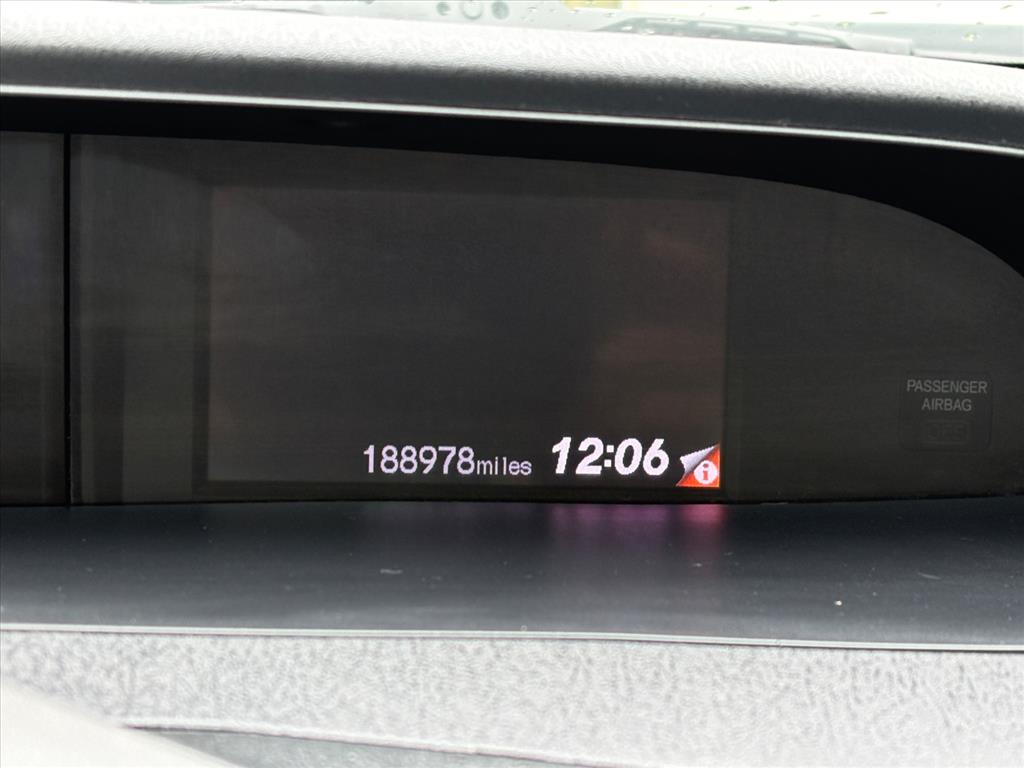 188978miles 12:06 i
PASSENGER
AIRBAG